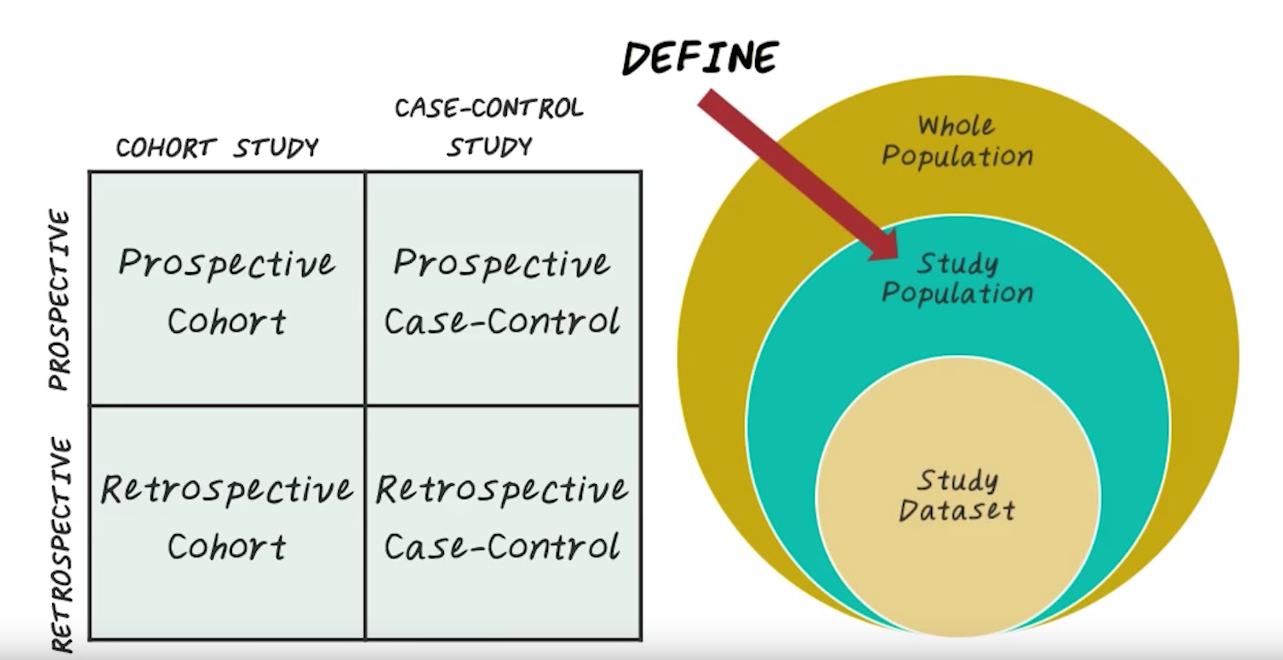 DEFINE
COHORT STUDY
CASE-CONTROL
STUDY
PROSPECTIVE
Prospective
Cohort
Prospective
Case-Control
RETROSPECTIVE
Retrospective
Cohort
Retrospective
Case-Control
Whole
Population
Study
Population
Study
Dataset